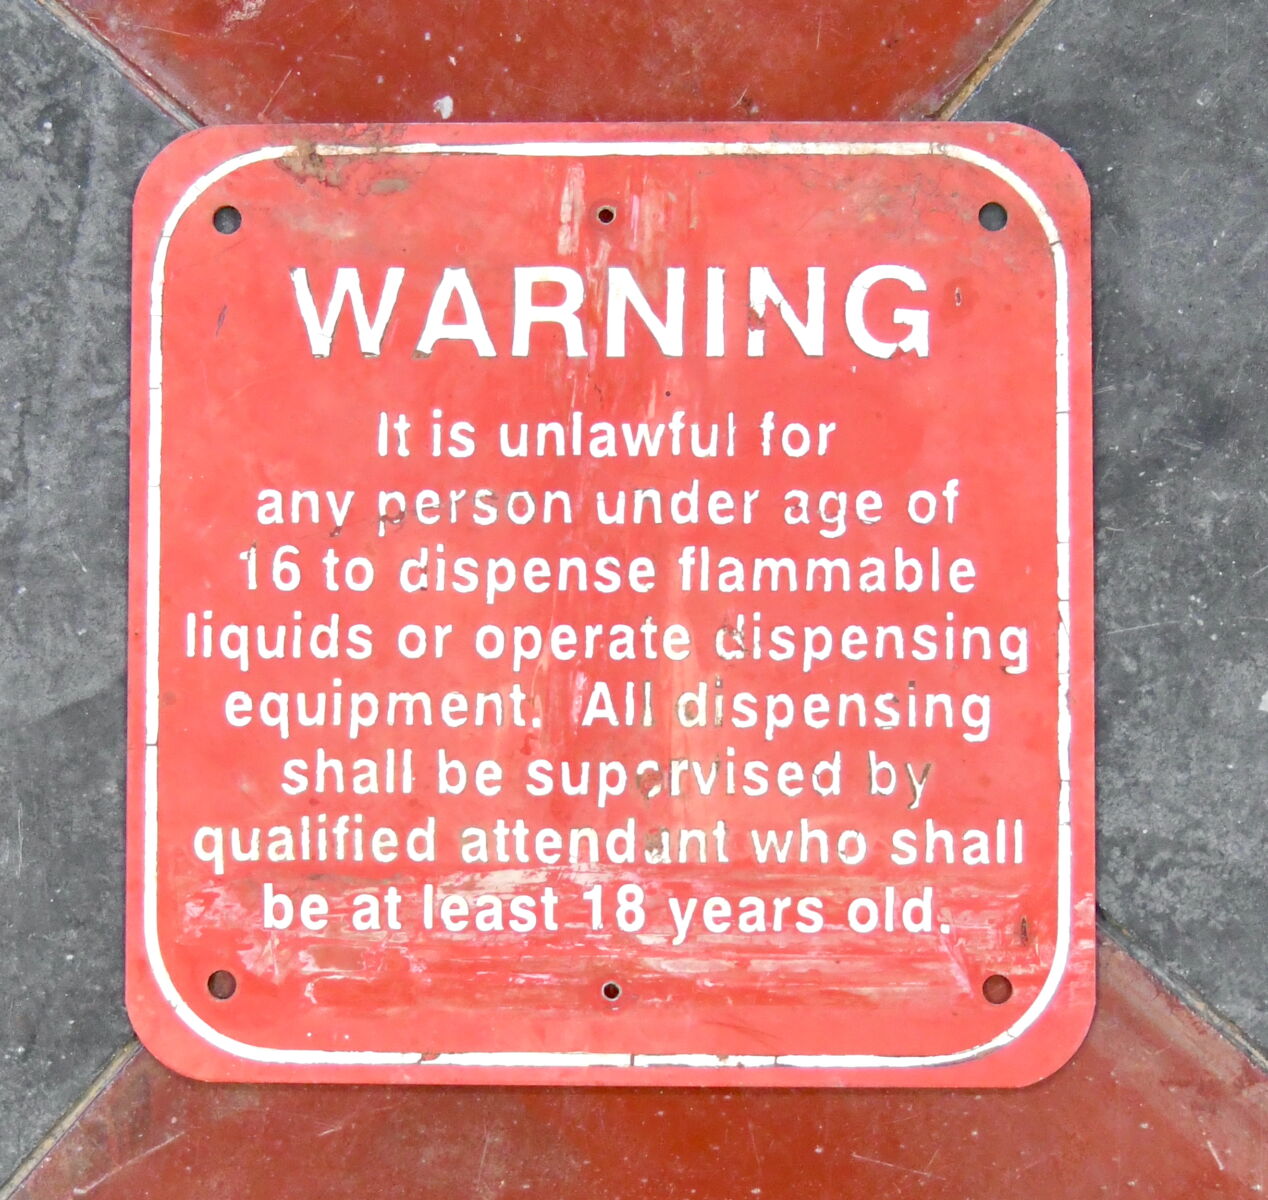 WARNING
It is unlawful for
any person under age of
16 to dispense flammable
liquids or operate dispensing
equipment. All dispensing
shall be supervised by
qualified attendant who shall
be at least 18 years old.